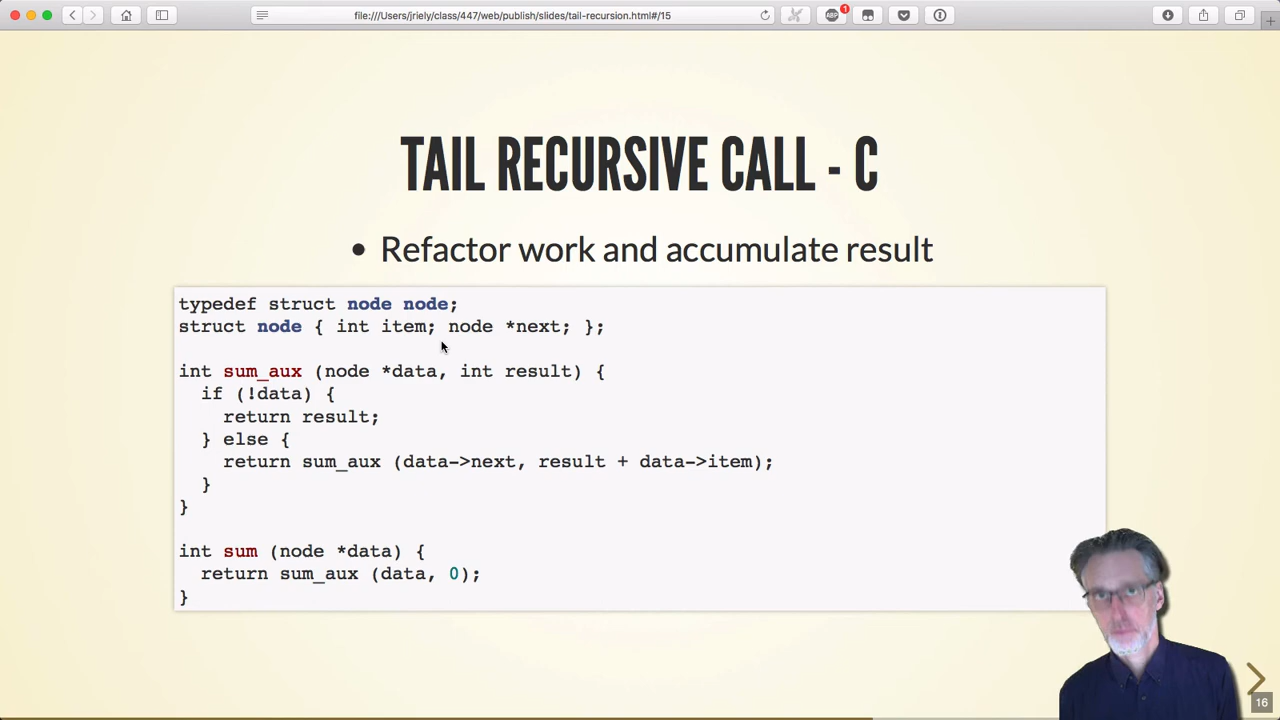 file:///Users/jriely/class/447/web/publish/slides/tail-recursion.html#/15
ABP
1
TAIL RECURSIVE CALL - C
• Refactor work and accumulate result
typedef struct node node;
struct node { int item; node *next; };
int sum_aux (node *data, int result) {
if (!data) {
return result;
} else {
return sum_aux (data->next, result + data->item);
}
}
int sum (node *data) {
return sum_aux (data, 0);
}
16